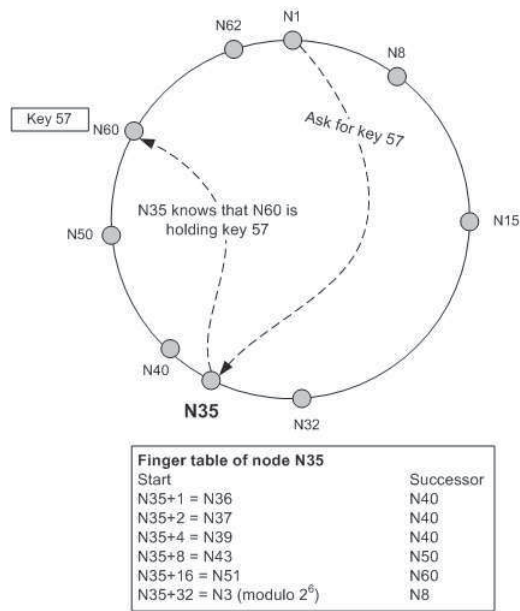 N1
N62
N8
Ask for key 57
Key 57
N60
N35 knows that N60 is
holding key 57
N15
N50
N40
N35
N32
Finger table of node N35
Start Successor
N35+1 = N36 N40
N35+2 = N37 N40
N35+4 = N39 N40
N35+8 = N43 N50
N35+16 = N51 N60
N35+32 = N3 (modulo 2⁶) N8